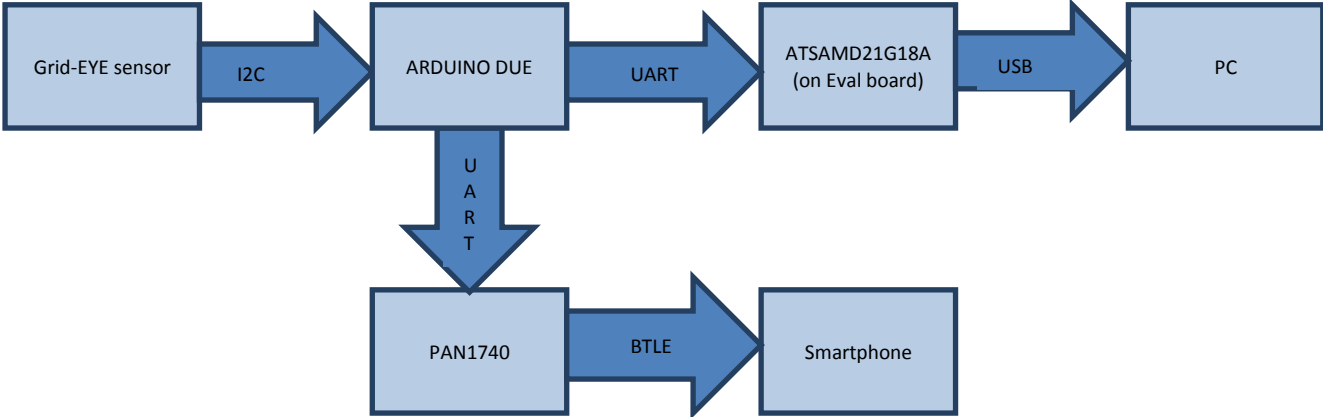 Grid-EYE sensor
I2C
ARDUINO DUE
UART
ATSAMD21G18A
(on Eval board)
USB
PC
U
A
R
T
PAN1740
BTLE
Smartphone